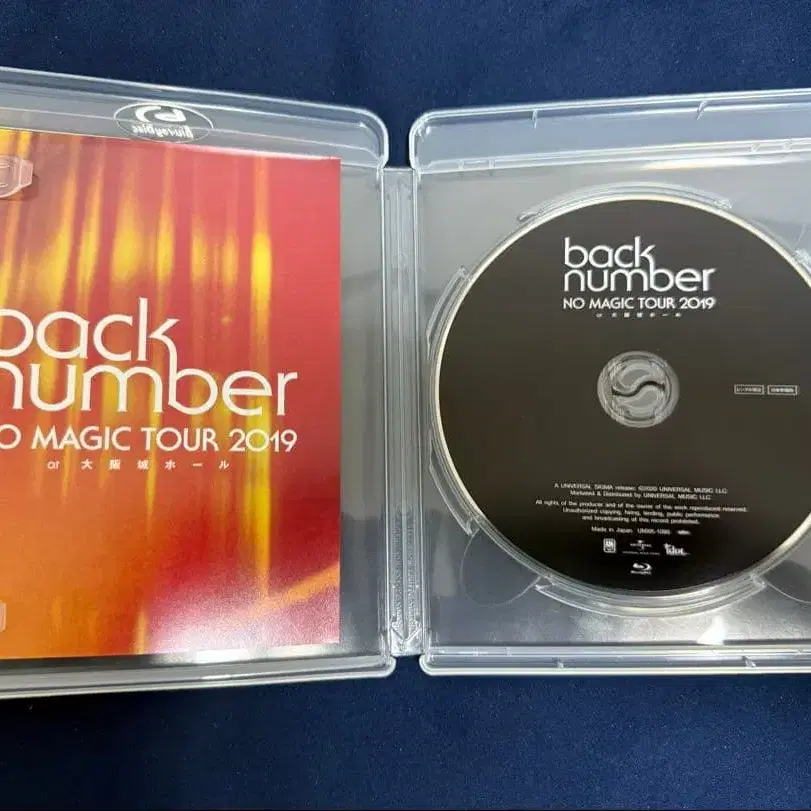 Blu-ray Disc
back
number
NO MAGIC TOUR 2019
at 大阪城ホール
back
number
NO MAGIC TOUR 2019
at 大阪城ホール
A UNIVERSAL SIGMA release; ©2020 UNIVERSAL MUSIC LLC
Marketed & Distributed by UNIVERSAL MUSIC LLC
All rights of the producer and of the owner of the work reproduced reserved.
Unauthorized copying, hiring, lending, public performance
and broadcasting of this record prohibited.
Made in Japan